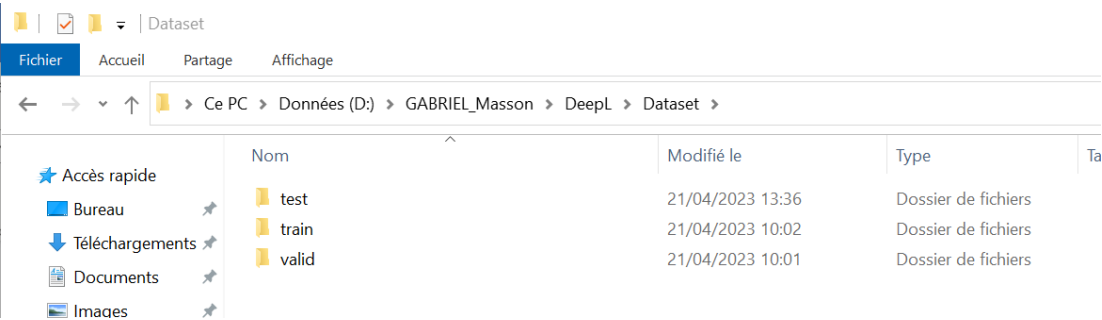 Dataset
Fichier Accueil Partage Affichage
Ce PC > Données (D:) > GABRIEL_Masson > DeepL > Dataset >
Nom Modifié le Type Ta
Accès rapide
Bureau
Téléchargements
Documents
Images
test 21/04/2023 13:36 Dossier de fichiers
train 21/04/2023 10:02 Dossier de fichiers
valid 21/04/2023 10:01 Dossier de fichiers